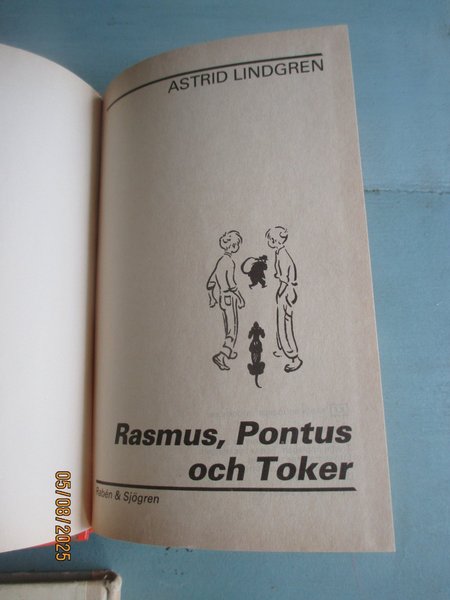 ASTRID LINDGREN
Rasmus, Pontus
och Toker
Rabén & Sjögren
05/08/2025